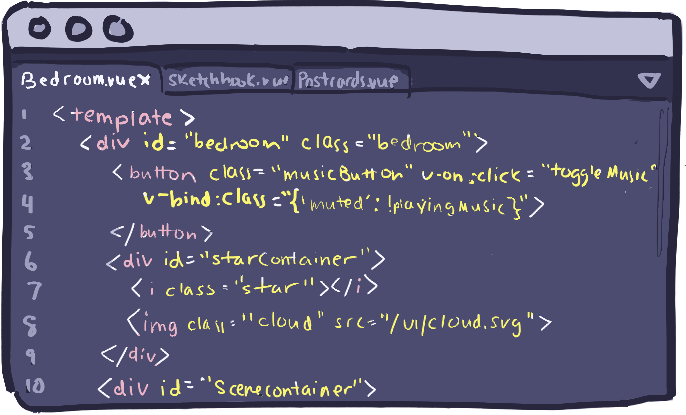 Bedroom.vue× Sketchbook.vue Postcards.vue
1 <template>
2 <div id="bedroom" class="bedroom">
3 <button class="musicButton" v-on:click="toggleMusic"
4 v-bind:class="{'muted': !playingMusic}">
5 </button>
6 <div id="starContainer">
7 <i class="star"></i>
8 <img class="cloud" src="/ui/cloud.svg">
9 </div>
10 <div id="Scenecontainer">